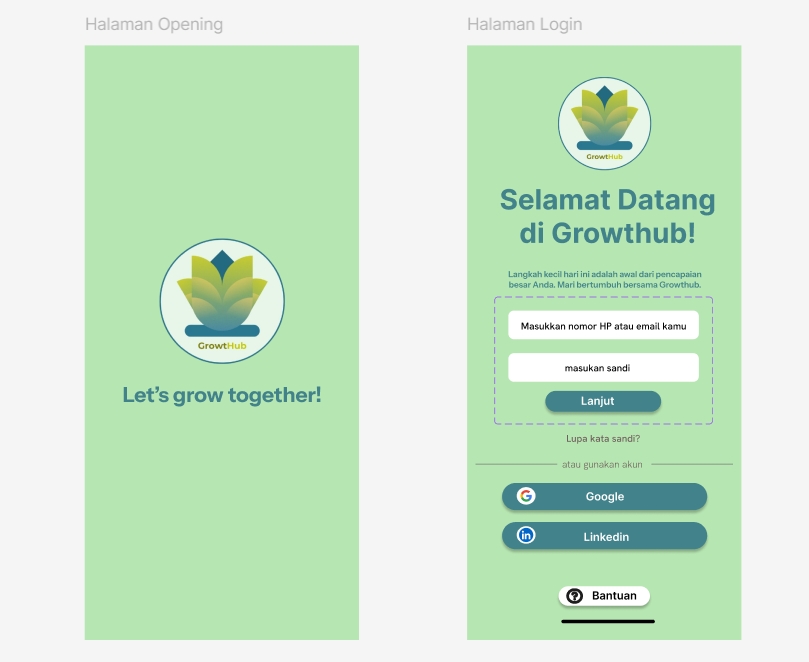 Halaman Opening
GrowtHub
Let's grow together!
Halaman Login
GrowtHub
Selamat Datang
di Growthub!
Langkah kecil hari ini adalah awal dari pencapaian
besar Anda. Mari bertumbuh bersama Growthub.
Masukkan nomor HP atau email kamu
masukan sandi
Lanjut
Lupa kata sandi?
atau gunakan akun
Google
in
Linkedin
Bantuan